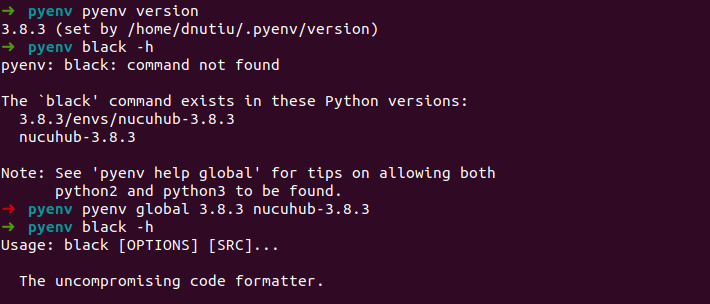 ➜ pyenv pyenv version
3.8.3 (set by /home/dnutiu/.pyenv/version)
➜ pyenv black -h
pyenv: black: command not found
The `black' command exists in these Python versions:
3.8.3/envs/nucuhub-3.8.3
nucuhub-3.8.3
Note: See 'pyenv help global' for tips on allowing both
python2 and python3 to be found.
➜ pyenv pyenv global 3.8.3 nucuhub-3.8.3
➜ pyenv black -h
Usage: black [OPTIONS] [SRC]...
The uncompromising code formatter.